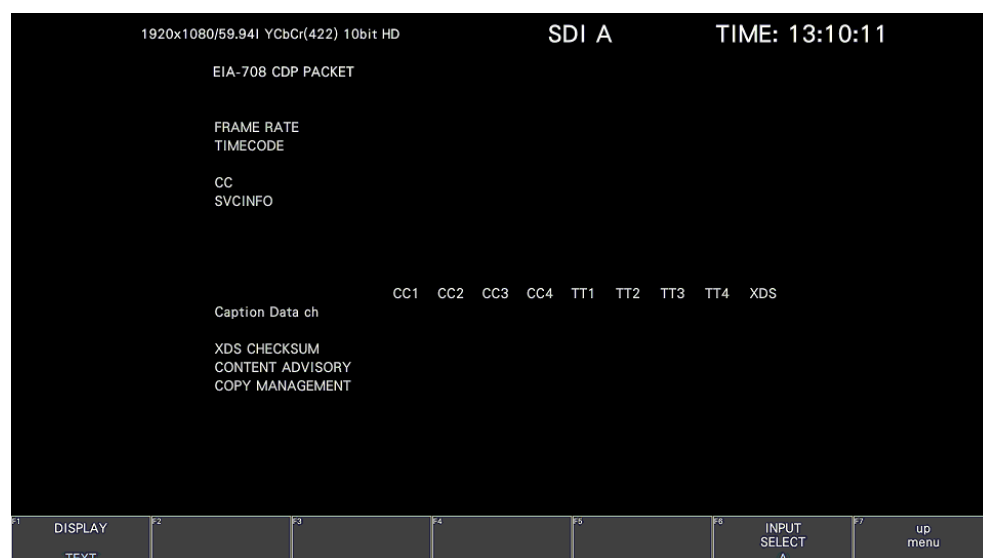 1920x1080/59.94I YCbCr(422) 10bit HD SDI A TIME: 13:10:11
EIA-708 CDP PACKET
FRAME RATE
TIMECODE
CC
SVCINFO
CC1 CC2 CC3 CC4 TT1 TT2 TT3 TT4 XDS
Caption Data ch
XDS CHECKSUM
CONTENT ADVISORY
COPY MANAGEMENT
F1 DISPLAY F2 F3 F4 F5 F6 INPUT F7 up
SELECT menu
TEXT A